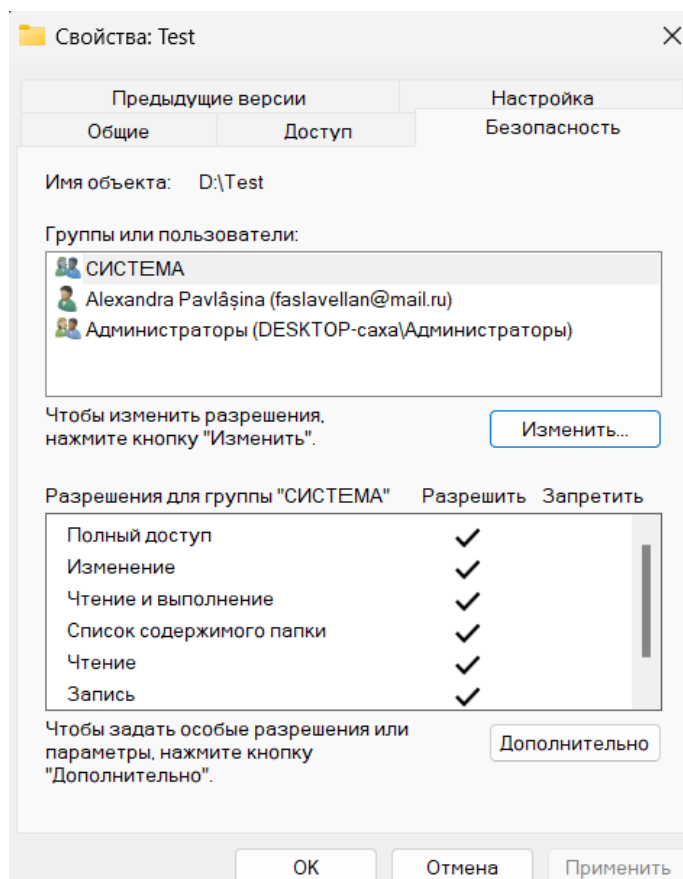 Свойства: Test
Предыдущие версии
Настройка
Общие
Доступ
Безопасность
Имя объекта: D:\Test
Группы или пользователи:
СИСТЕМА
Alexandra Pavlâșina (faslavellan@mail.ru)
Администраторы (DESKTOP-caxa\Администраторы)
Чтобы изменить разрешения,
нажмите кнопку "Изменить".
Изменить...
Разрешения для группы "СИСТЕМА" Разрешить Запретить
Полный доступ
Изменение
Чтение и выполнение
Список содержимого папки
Чтение
Запись
Чтобы задать особые разрешения или
параметры, нажмите кнопку
"Дополнительно".
Дополнительно
ОК
Отмена
Применить